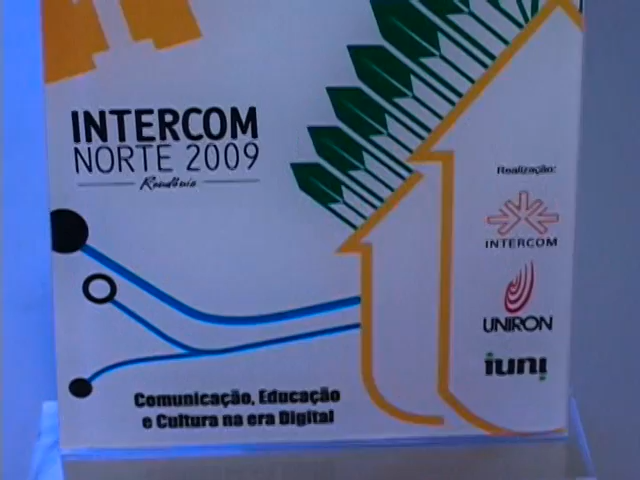 INTERCOM
NORTE 2009
Rondônia
Realização:
INTERCOM
UNIRON
iuni
Comunicação, Educação
e Cultura na era Digital